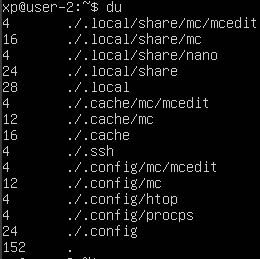 xp@user-2:~$ du
4 ./.local/share/mc/mcedit
16 ./.local/share/mc
4 ./.local/share/nano
24 ./.local/share
28 ./.local
4 ./.cache/mc/mcedit
12 ./.cache/mc
16 ./.cache
4 ./.ssh
4 ./.config/mc/mcedit
12 ./.config/mc
4 ./.config/htop
4 ./.config/procps
24 ./.config
152 .